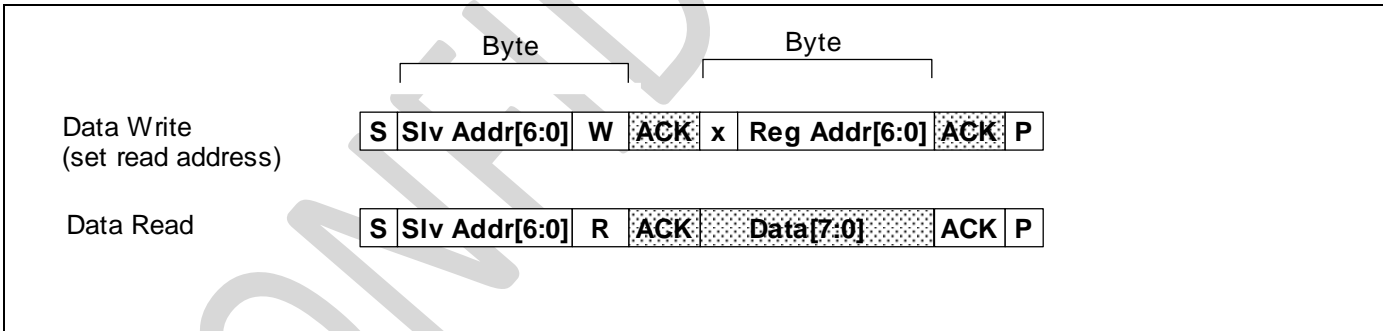 Byte Byte
Data Write
(set read address)
S Slv Addr[6:0] W ACK x Reg Addr[6:0] ACK P
Data Read
S Slv Addr[6:0] R ACK Data[7:0] ACK P